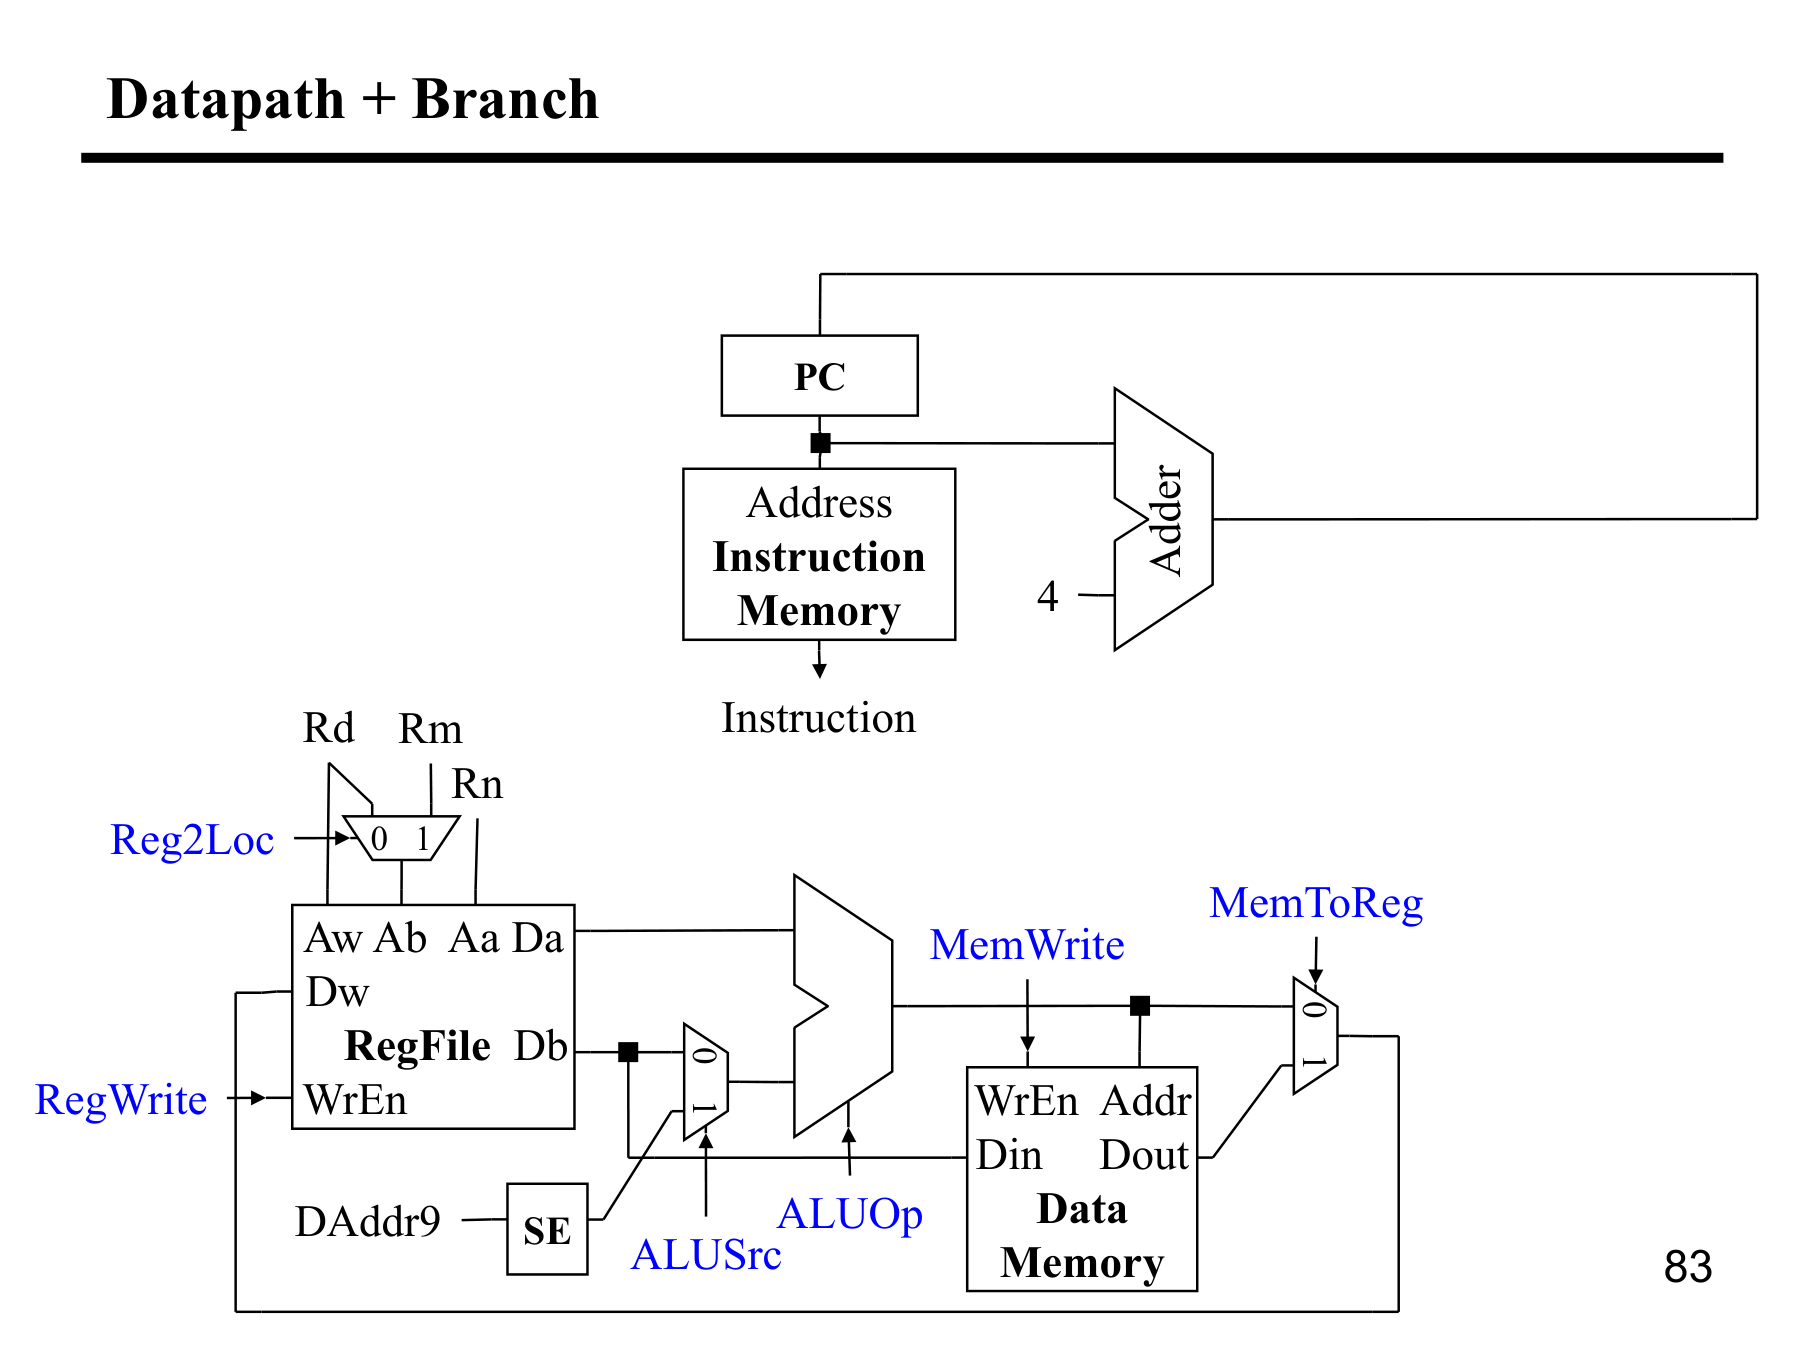 Datapath + Branch
PC
Address
Instruction
Memory
Adder
4
Instruction
Rd Rm
Rn
Reg2Loc
0 1
Aw Ab Aa Da
Dw
RegFile Db
WrEn
RegWrite
0
1
DAddr9
SE
ALUSrc
ALUOp
MemWrite
MemToReg
0
1
WrEn Addr
Din Dout
Data
Memory
83